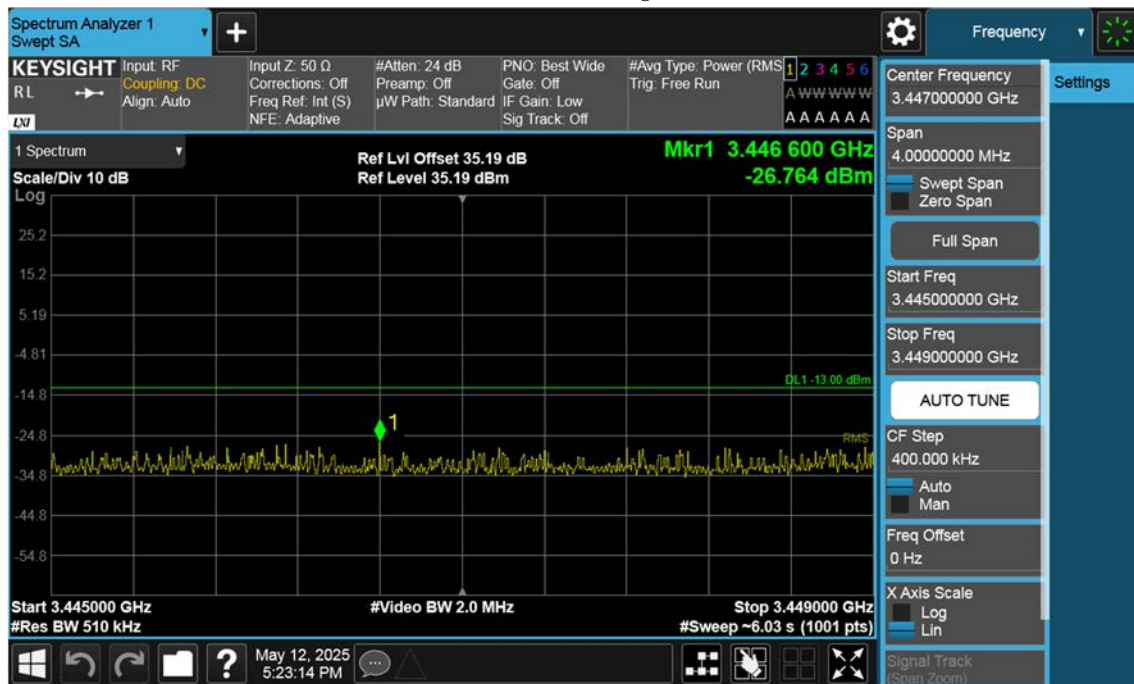 Spectrum Analyzer 1
Swept SA
Frequency
KEYSIGHT
RL
LXI
Input: RF
Coupling: DC
Align: Auto
Input Z: 50 Ω
Corrections: Off
Freq Ref: Int (S)
NFE: Adaptive
#Atten: 24 dB
Preamp: Off
µW Path: Standard
PNO: Best Wide
Gate: Off
IF Gain: Low
Sig Track: Off
#Avg Type: Power (RMS
Trig: Free Run
1 2 3 4 5 6
A W W W W W
A A A A A A
1 Spectrum
Scale/Div 10 dB
Ref Lvl Offset 35.19 dB
Ref Level 35.19 dBm
Mkr1 3.446 600 GHz
-26.764 dBm
Log
25.2
15.2
5.19
-4.81
-14.8
-24.8
-34.8
-44.8
-54.8
DL1 -13.00 dBm
1
RMS
Start 3.445000 GHz
#Res BW 510 kHz
#Video BW 2.0 MHz
Stop 3.449000 GHz
#Sweep ~6.03 s (1001 pts)
Center Frequency
3.447000000 GHz
Span
4.00000000 MHz
Swept Span
Zero Span
Full Span
Start Freq
3.445000000 GHz
Stop Freq
3.449000000 GHz
AUTO TUNE
CF Step
400.000 kHz
Auto
Man
Freq Offset
0 Hz
X Axis Scale
Log
Lin
Signal Track
(Span Zoom)
Settings
?
May 12, 2025
5:23:14 PM